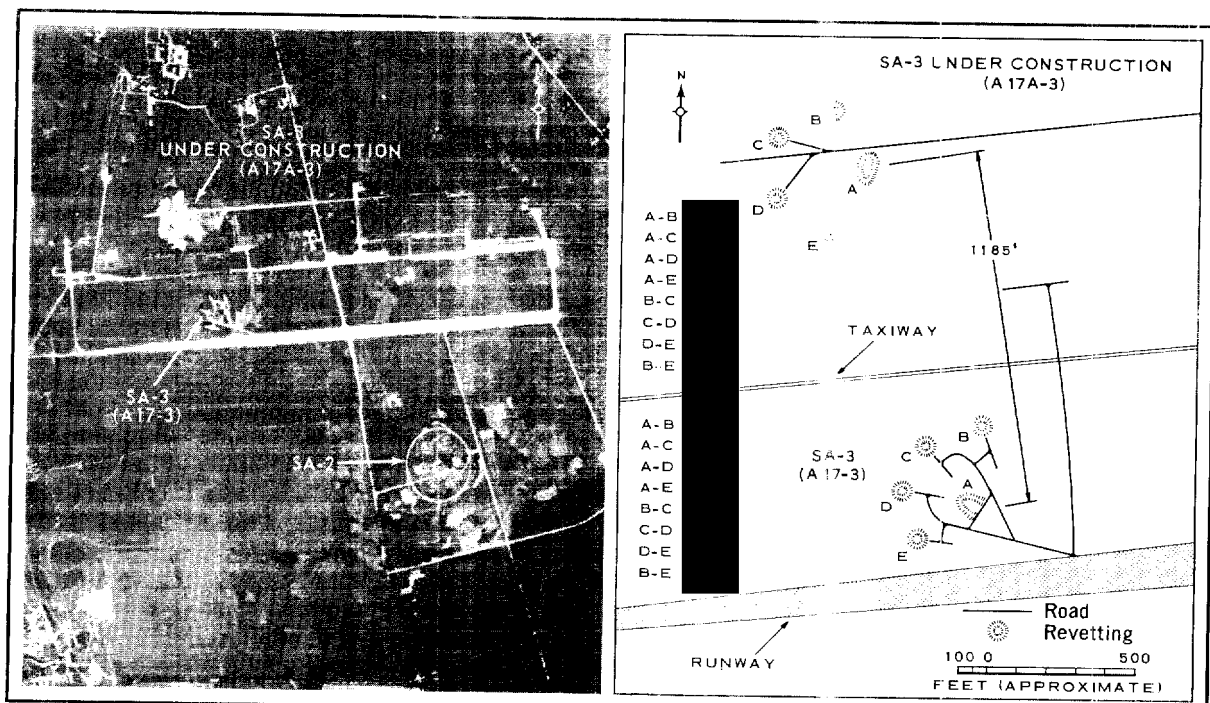 SA-3
UNDER CONSTRUCTION
(A17A-3)
SA-3
(A17-3)
SA-2
SA-3 UNDER CONSTRUCTION
(A17A-3)
N
B
C
A
D
E
A-B
A-C
A-D
A-E
B-C
C-D
D-E
B-E
1185'
TAXIWAY
A-B
A-C
A-D
A-E
B-C
C-D
D-E
B-E
SA-3
(A17-3)
B
C
A
D
E
RUNWAY
Road
Revetting
100 0 500
FEET (APPROXIMATE)